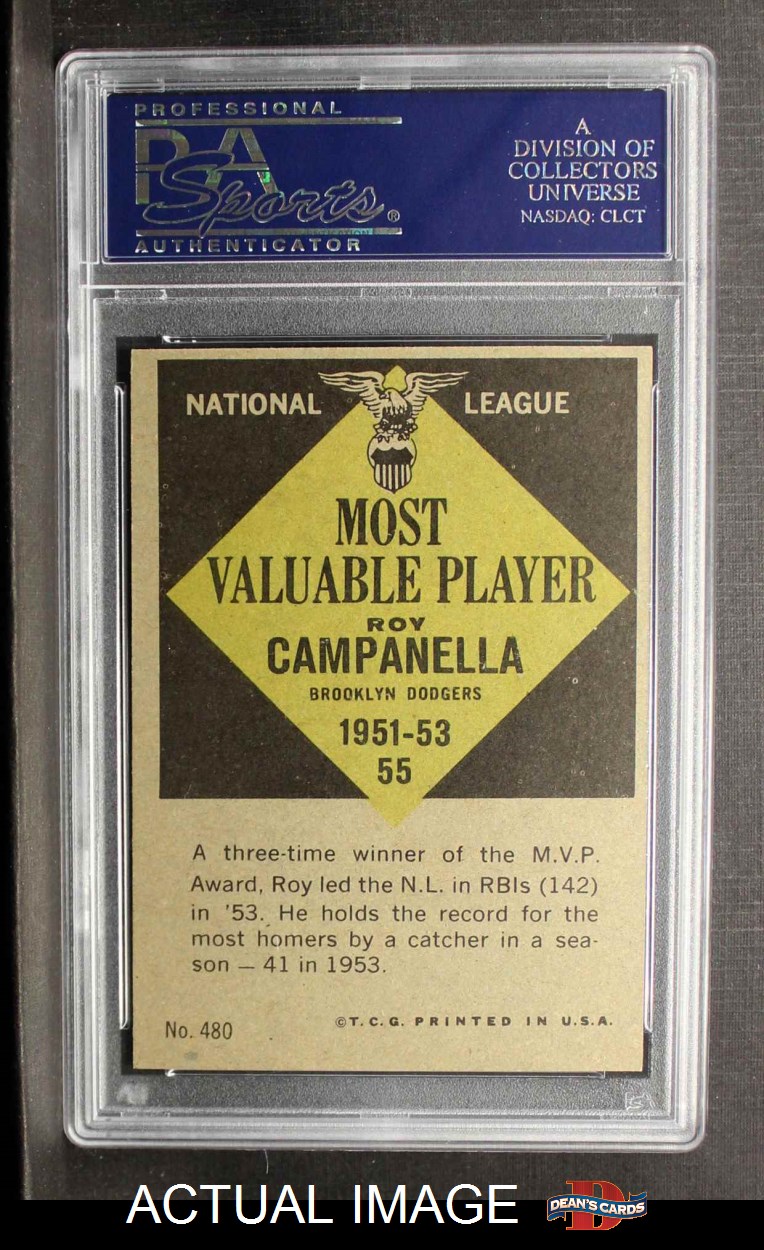 PROFESSIONAL
PSA
Sports®
AUTHENTICATOR
A
DIVISION OF
COLLECTORS
UNIVERSE
NASDAQ: CLCT
NATIONAL LEAGUE
MOST
VALUABLE PLAYER
ROY
CAMPANELLA
BROOKLYN DODGERS
1951-53
55
A three-time winner of the M.V.P.
Award, Roy led the N.L. in RBIs (142)
in '53. He holds the record for the
most homers by a catcher in a sea-
son — 41 in 1953.
No. 480
©T.C.G. PRINTED IN U.S.A.
ACTUAL IMAGE
DEAN'S CARDS